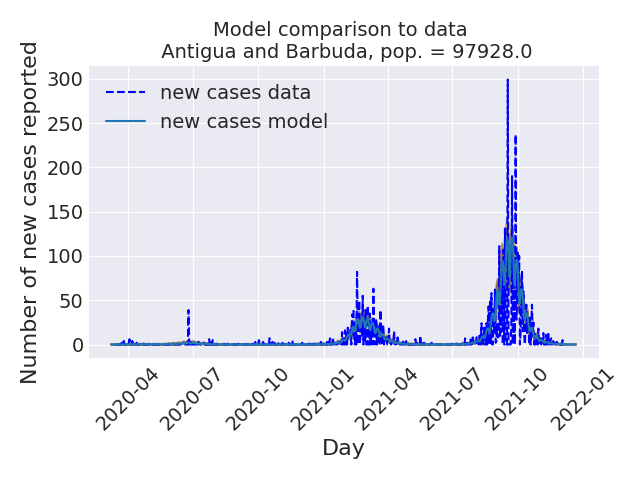 Model comparison to data
Antigua and Barbuda, pop. = 97928.0
Number of new cases reported
300
250
200
150
100
50
0
new cases data
new cases model
2020-04
2020-07
2020-10
2021-01
2021-04
2021-07
2021-10
2022-01
Day